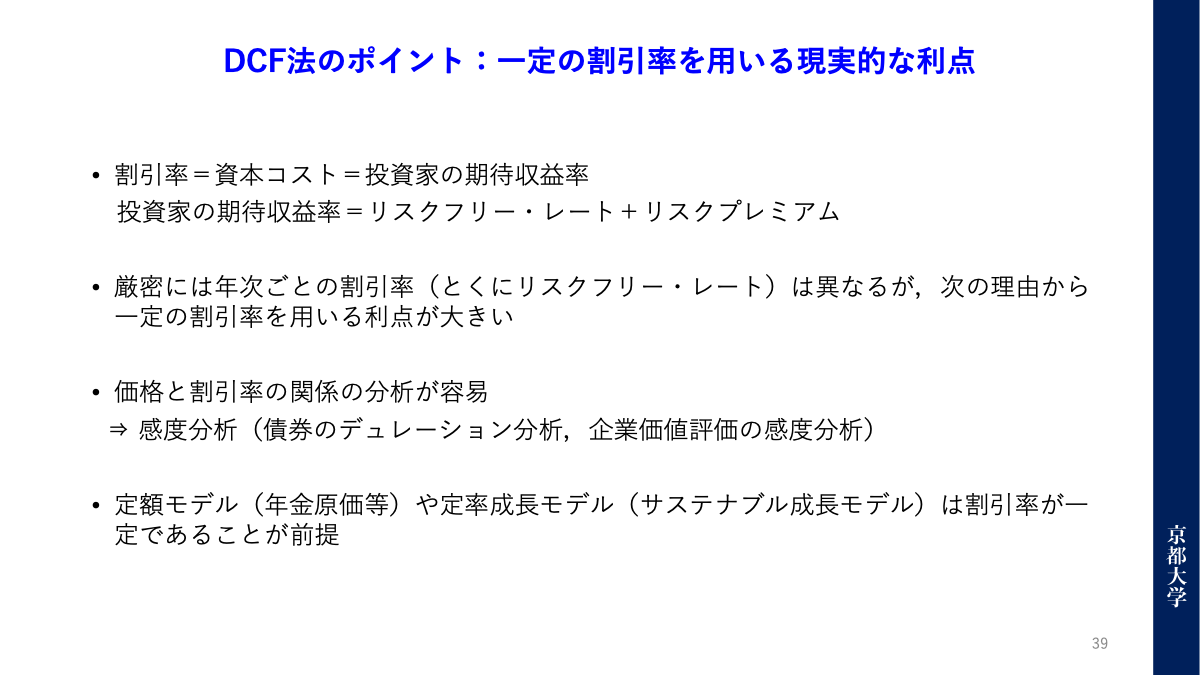 DCF法のポイント：一定の割引率を用いる現実的な利点
• 割引率＝資本コスト＝投資家の期待収益率
投資家の期待収益率＝リスクフリー・レート＋リスクプレミアム
• 厳密には年次ごとの割引率（とくにリスクフリー・レート）は異なるが，次の理由から
一定の割引率を用いる利点が大きい
• 価格と割引率の関係の分析が容易
⇒ 感度分析（債券のデュレーション分析，企業価値評価の感度分析）
• 定額モデル（年金原価等）や定率成長モデル（サステナブル成長モデル）は割引率が一
定であることが前提
京都大学
39